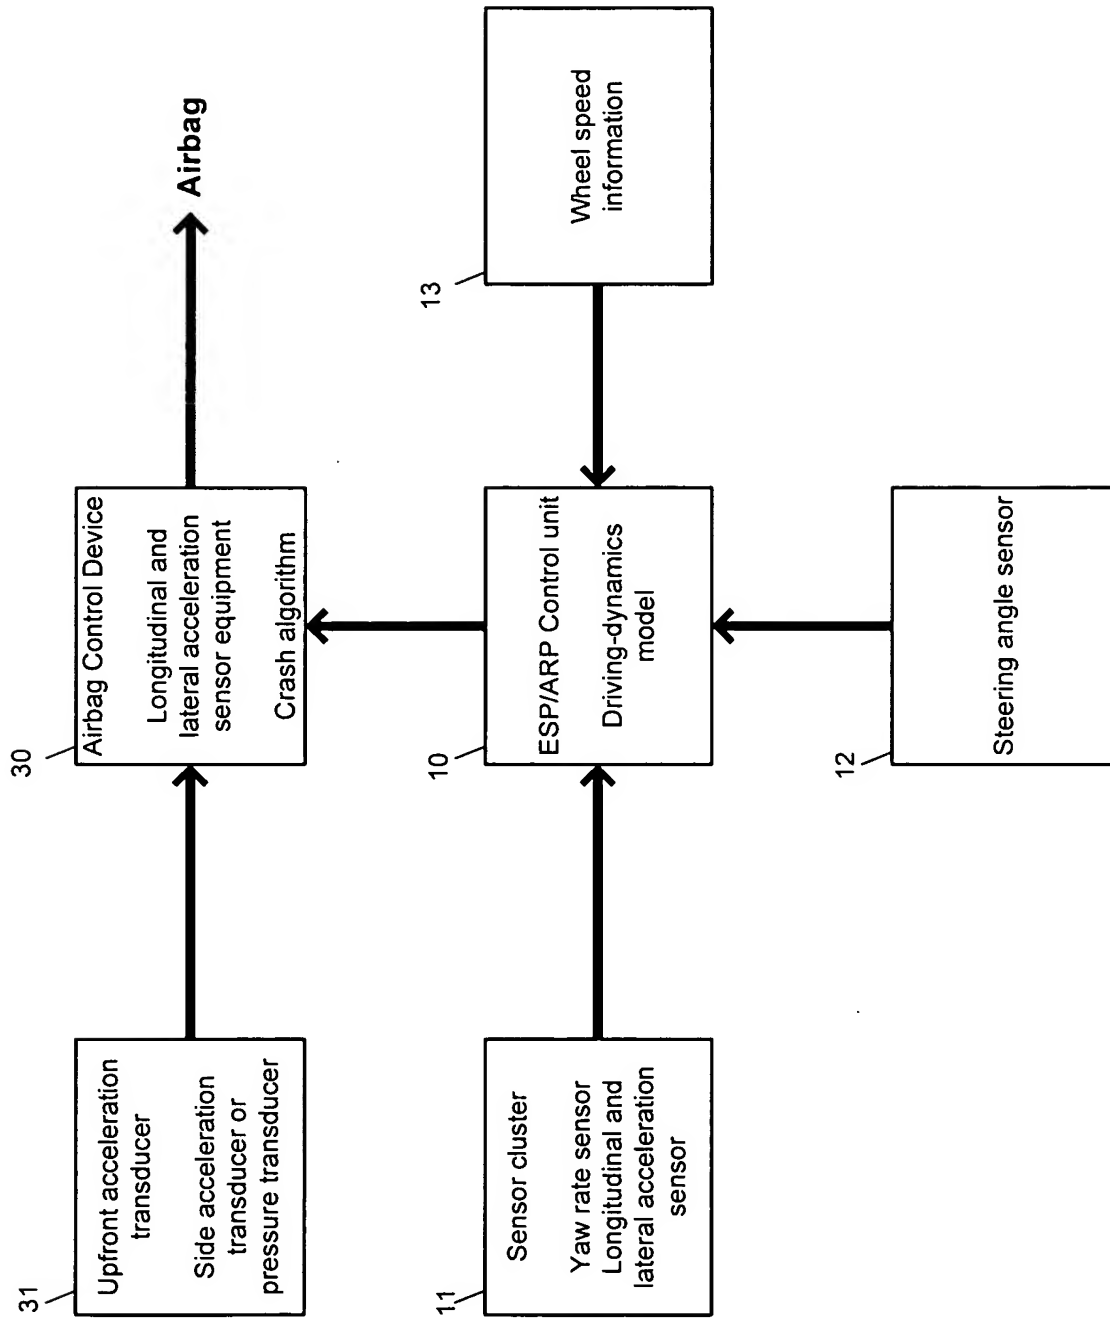 31
Upfront acceleration
transducer
Side acceleration
transducer or
pressure transducer
30
Airbag Control Device
Longitudinal and
lateral acceleration
sensor equipment
Crash algorithm
Airbag
11
Sensor cluster
Yaw rate sensor
Longitudinal and
lateral acceleration
sensor
10
ESP/ARP Control unit
Driving-dynamics
model
13
Wheel speed
information
12
Steering angle sensor